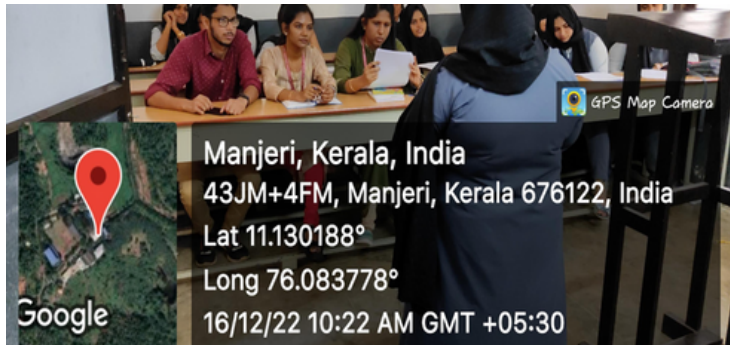 GPS Map Camera
Manjeri, Kerala, India
43JM+4FM, Manjeri, Kerala 676122, India
Lat 11.130188°
Long 76.083778°
16/12/22 10:22 AM GMT +05:30
Google